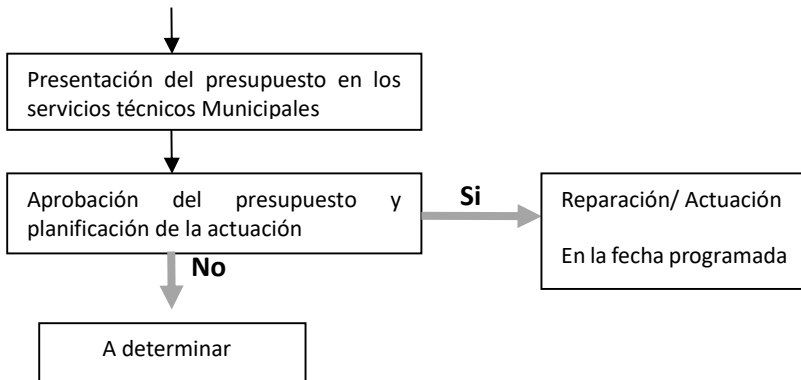 Presentación del presupuesto en los
servicios técnicos Municipales
Aprobación del presupuesto y
planificación de la actuación
Si
Reparación/ Actuación
En la fecha programada
No
A determinar